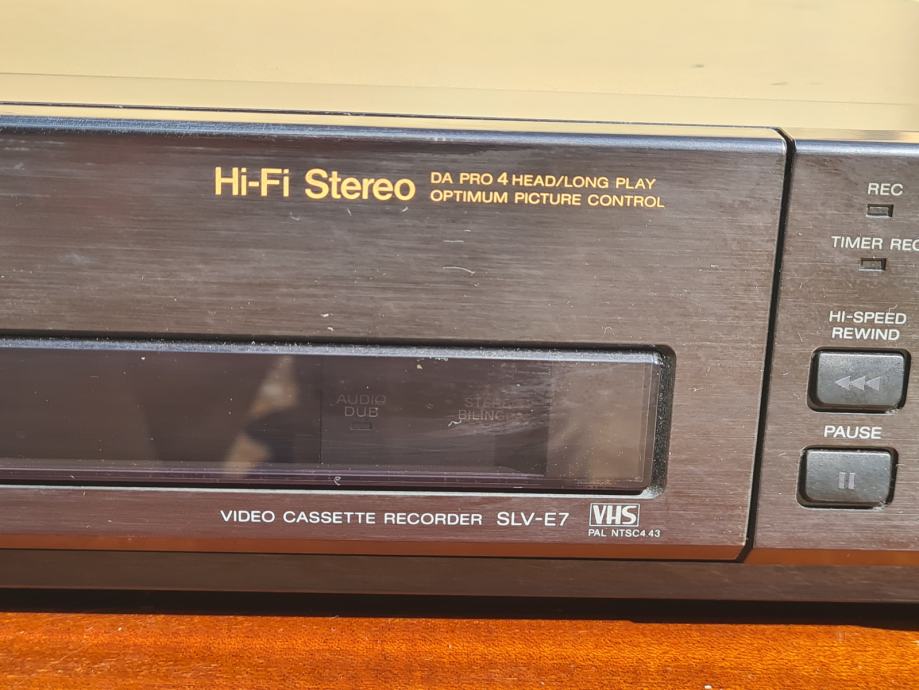 Hi-Fi Stereo
DA PRO 4 HEAD/LONG PLAY
OPTIMUM PICTURE CONTROL
REC
TIMER REC
HI-SPEED
REWIND
AUDIO
DUB
PAUSE
VIDEO CASSETTE RECORDER SLV-E7
VHS
PAL NTSC4.43